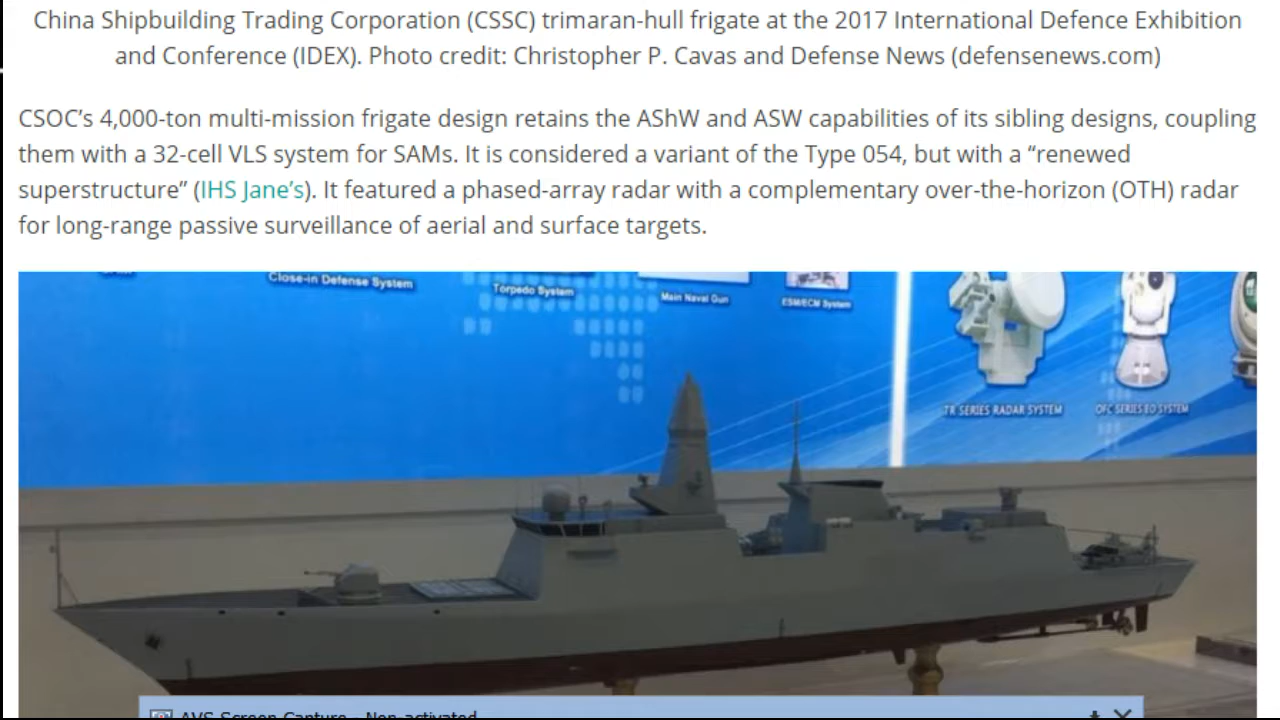 China Shipbuilding Trading Corporation (CSSC) trimaran-hull frigate at the 2017 International Defence Exhibition
and Conference (IDEX). Photo credit: Christopher P. Cavas and Defense News (defensenews.com)
CSOC’s 4,000-ton multi-mission frigate design retains the AShW and ASW capabilities of its sibling designs, coupling
them with a 32-cell VLS system for SAMs. It is considered a variant of the Type 054, but with a “renewed
superstructure” (IHS Jane’s). It featured a phased-array radar with a complementary over-the-horizon (OTH) radar
for long-range passive surveillance of aerial and surface targets.
Close-in Defense System
Torpedo System
Main Naval Gun
ESM/ECM System
TR SERIES RADAR SYSTEM
OFC SERIES EO SYSTEM
AVS Screen Capture - Non-activated